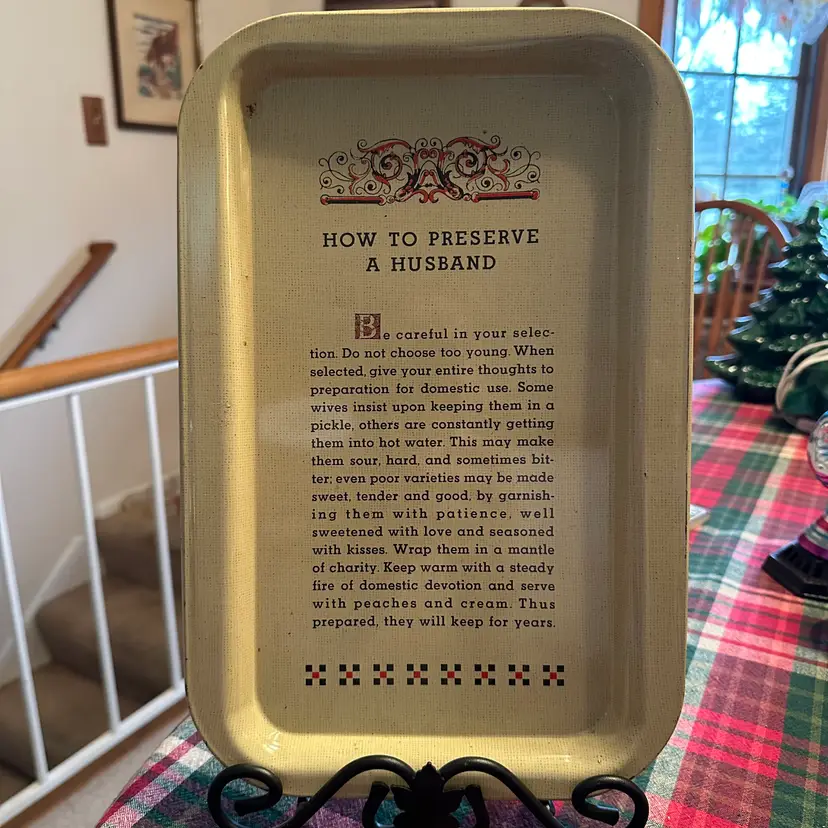 HOW TO PRESERVE
A HUSBAND
Be careful in your selec-
tion. Do not choose too young. When
selected, give your entire thoughts to
preparation for domestic use. Some
wives insist upon keeping them in a
pickle, others are constantly getting
them into hot water. This may make
them sour, hard, and sometimes bit-
ter; even poor varieties may be made
sweet, tender and good, by garnish-
ing them with patience, well
sweetened with love and seasoned
with kisses. Wrap them in a mantle
of charity. Keep warm with a steady
fire of domestic devotion and serve
with peaches and cream. Thus
prepared, they will keep for years.